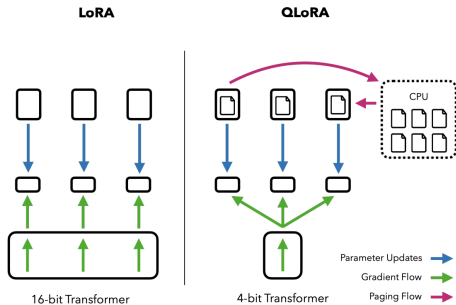 LoRA
QLoRA
CPU
Parameter Updates
Gradient Flow
Paging Flow
16-bit Transformer
4-bit Transformer